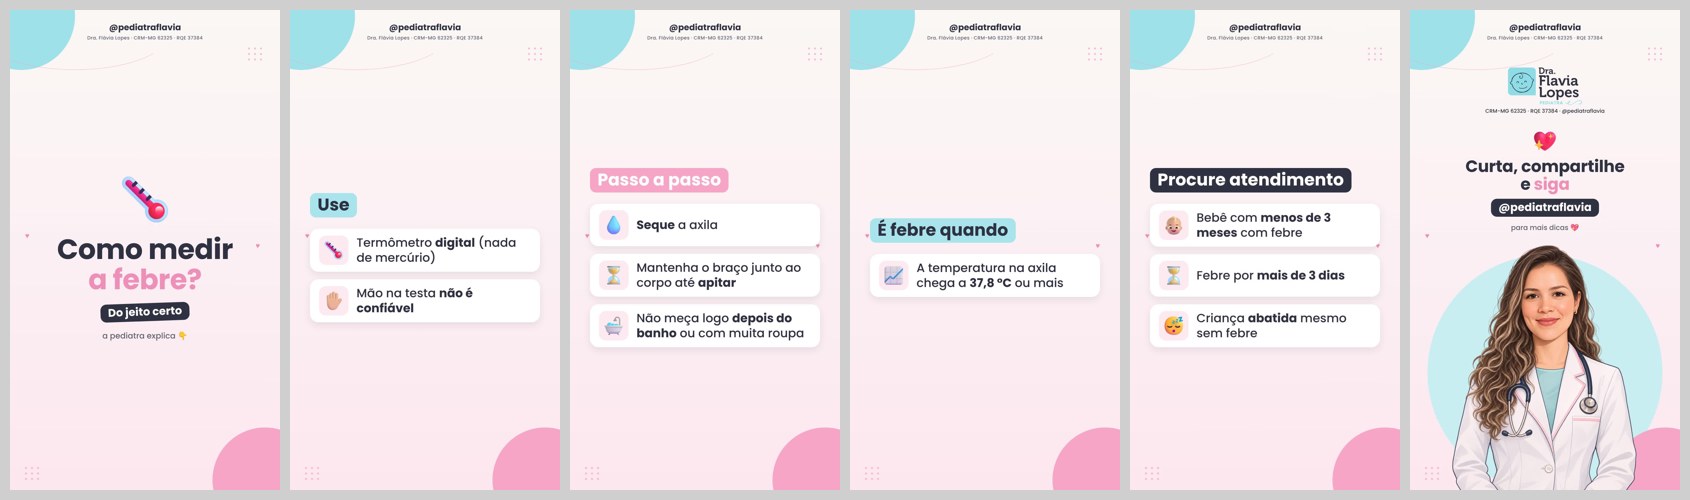 @pediatraflavia
Dra. Flávia Lopes · CRM-MG 62325 · RQE 37384
Como medir
a febre?
Do jeito certo
a pediatra explica 👇
@pediatraflavia
Dra. Flávia Lopes · CRM-MG 62325 · RQE 37384
Use
Termômetro digital (nada
de mercúrio)
Mão na testa não é
confiável
@pediatraflavia
Dra. Flávia Lopes · CRM-MG 62325 · RQE 37384
Passo a passo
Seque a axila
Mantenha o braço junto ao
corpo até apitar
Não meça logo depois do
banho ou com muita roupa
@pediatraflavia
Dra. Flávia Lopes · CRM-MG 62325 · RQE 37384
É febre quando
A temperatura na axila
chega a 37,8 °C ou mais
@pediatraflavia
Dra. Flávia Lopes · CRM-MG 62325 · RQE 37384
Procure atendimento
Bebê com menos de 3
meses com febre
Febre por mais de 3 dias
Criança abatida mesmo
sem febre
@pediatraflavia
Dra. Flávia Lopes · CRM-MG 62325 · RQE 37384
Dra.
Flavia
Lopes
PEDIATRA
CRM-MG 62325 · RQE 37384 · @pediatraflavia
Curta, compartilhe
e siga
@pediatraflavia
para mais dicas 💖